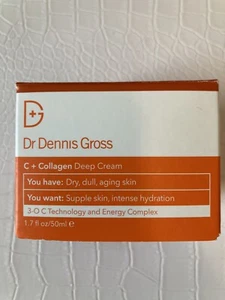 Dr Dennis Gross
C + Collagen Deep Cream
You have: Dry, dull, aging skin
You want: Supple skin, intense hydration
3-O C Technology and Energy Complex
1.7 fl oz/50ml e